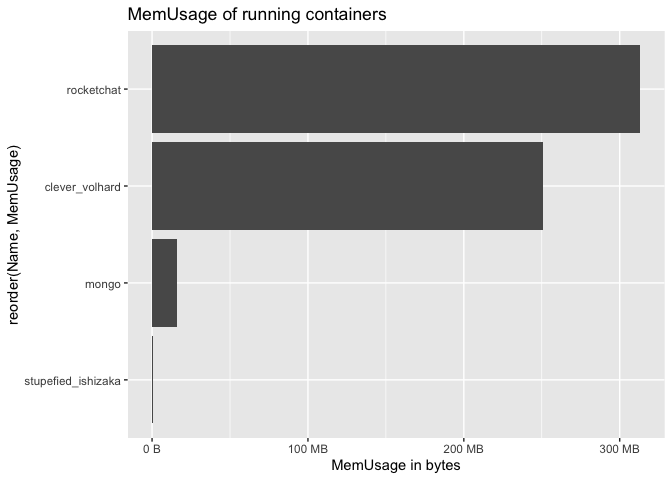 MemUsage of running containers
reorder(Name, MemUsage)
rocketchat
clever_volhard
mongo
stupefied_ishizaka
0 B
100 MB
200 MB
300 MB
MemUsage in bytes